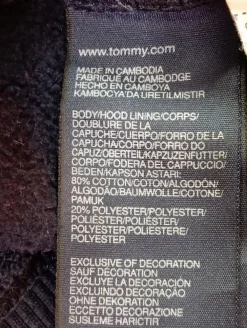 www.tommy.com
MADE IN CAMBODIA
FABRIQUÉ AU CAMBODGE
HECHO EN CAMBOYA
KAMBOÇYA'DA ÜRETILMISTIR
BODY/HOOD LINING/CORPS/
DOUBLURE DE LA
CAPUCHE/CUERPO/FORRO DE LA
CAPUCHA/CORPO/FORRO DO
CAPUZ/OBERTEIL/KAPUZENFUTTER/
CORPO/FODERA DEL CAPPUCCIO/
BEDEN/KAPSON ASTARI:
80% COTTON/COTON/ALGODÓN/
ALGODÃO/BAUMWOLLE/COTONE/
PAMUK
20% POLYESTER/POLYESTER/
POLIÉSTER/POLIÉSTER/
POLYESTER/POLIESTERE/
POLYESTER
EXCLUSIVE OF DECORATION
SAUF DÉCORATION
EXCLUYE LA DECORACIÓN
EXCLUINDO DECORAÇÃO
OHNE DEKORATION
ECCETTO DECORAZIONE
SUSLEME HARICTIR